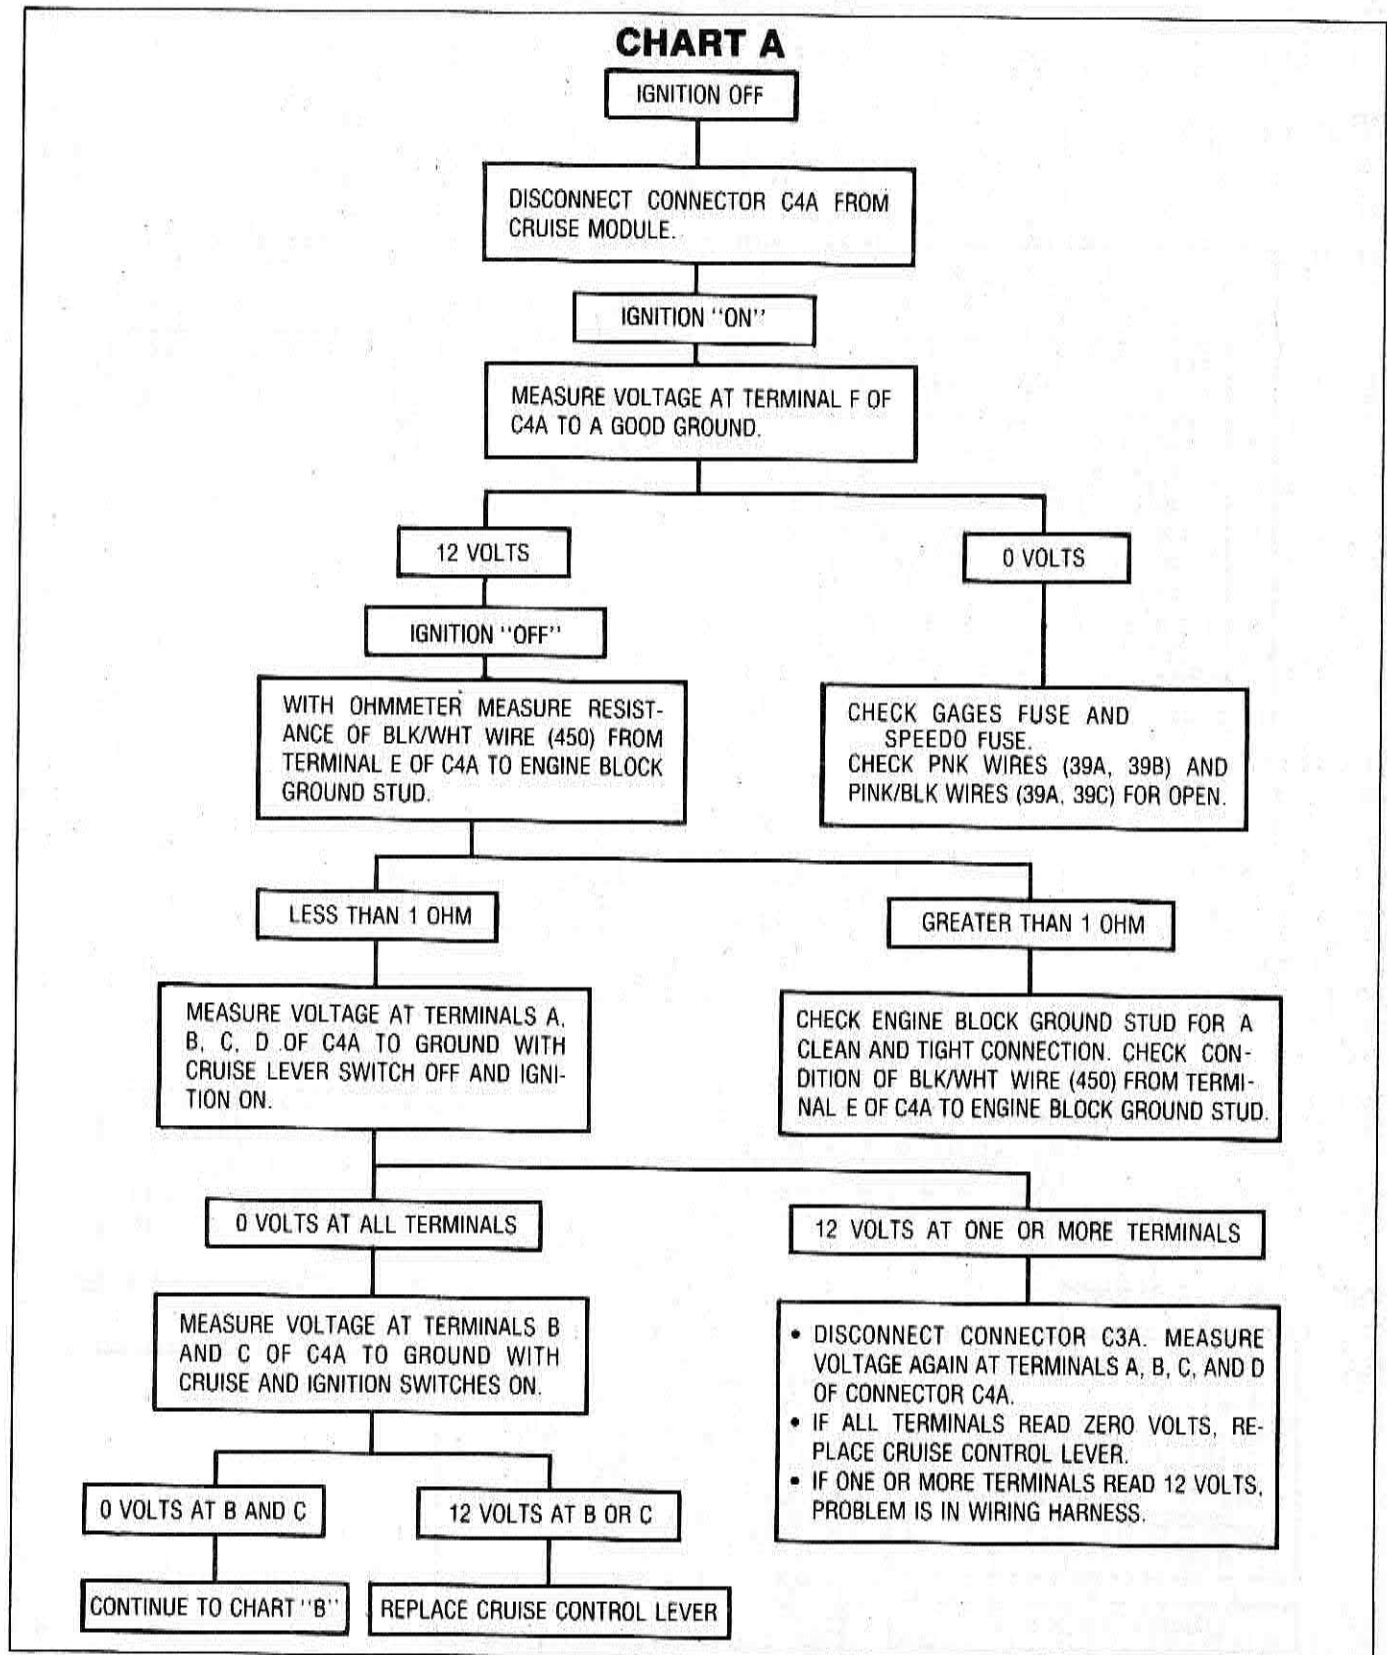 CHART A
IGNITION OFF
DISCONNECT CONNECTOR C4A FROM
CRUISE MODULE.
IGNITION "ON"
MEASURE VOLTAGE AT TERMINAL F OF
C4A TO A GOOD GROUND.
12 VOLTS
0 VOLTS
IGNITION "OFF"
WITH OHMMETER MEASURE RESIST-
ANCE OF BLK/WHT WIRE (450) FROM
TERMINAL E OF C4A TO ENGINE BLOCK
GROUND STUD.
CHECK GAGES FUSE AND
SPEEDO FUSE.
CHECK PNK WIRES (39A, 39B) AND
PINK/BLK WIRES (39A, 39C) FOR OPEN.
LESS THAN 1 OHM
GREATER THAN 1 OHM
MEASURE VOLTAGE AT TERMINALS A,
B, C, D OF C4A TO GROUND WITH
CRUISE LEVER SWITCH OFF AND IGNI-
TION ON.
CHECK ENGINE BLOCK GROUND STUD FOR A
CLEAN AND TIGHT CONNECTION. CHECK CON-
DITION OF BLK/WHT WIRE (450) FROM TERMI-
NAL E OF C4A TO ENGINE BLOCK GROUND STUD.
0 VOLTS AT ALL TERMINALS
12 VOLTS AT ONE OR MORE TERMINALS
MEASURE VOLTAGE AT TERMINALS B
AND C OF C4A TO GROUND WITH
CRUISE AND IGNITION SWITCHES ON.
• DISCONNECT CONNECTOR C3A. MEASURE
VOLTAGE AGAIN AT TERMINALS A, B, C, AND D
OF CONNECTOR C4A.
• IF ALL TERMINALS READ ZERO VOLTS, RE-
PLACE CRUISE CONTROL LEVER.
• IF ONE OR MORE TERMINALS READ 12 VOLTS,
PROBLEM IS IN WIRING HARNESS.
0 VOLTS AT B AND C
12 VOLTS AT B OR C
CONTINUE TO CHART "B"
REPLACE CRUISE CONTROL LEVER